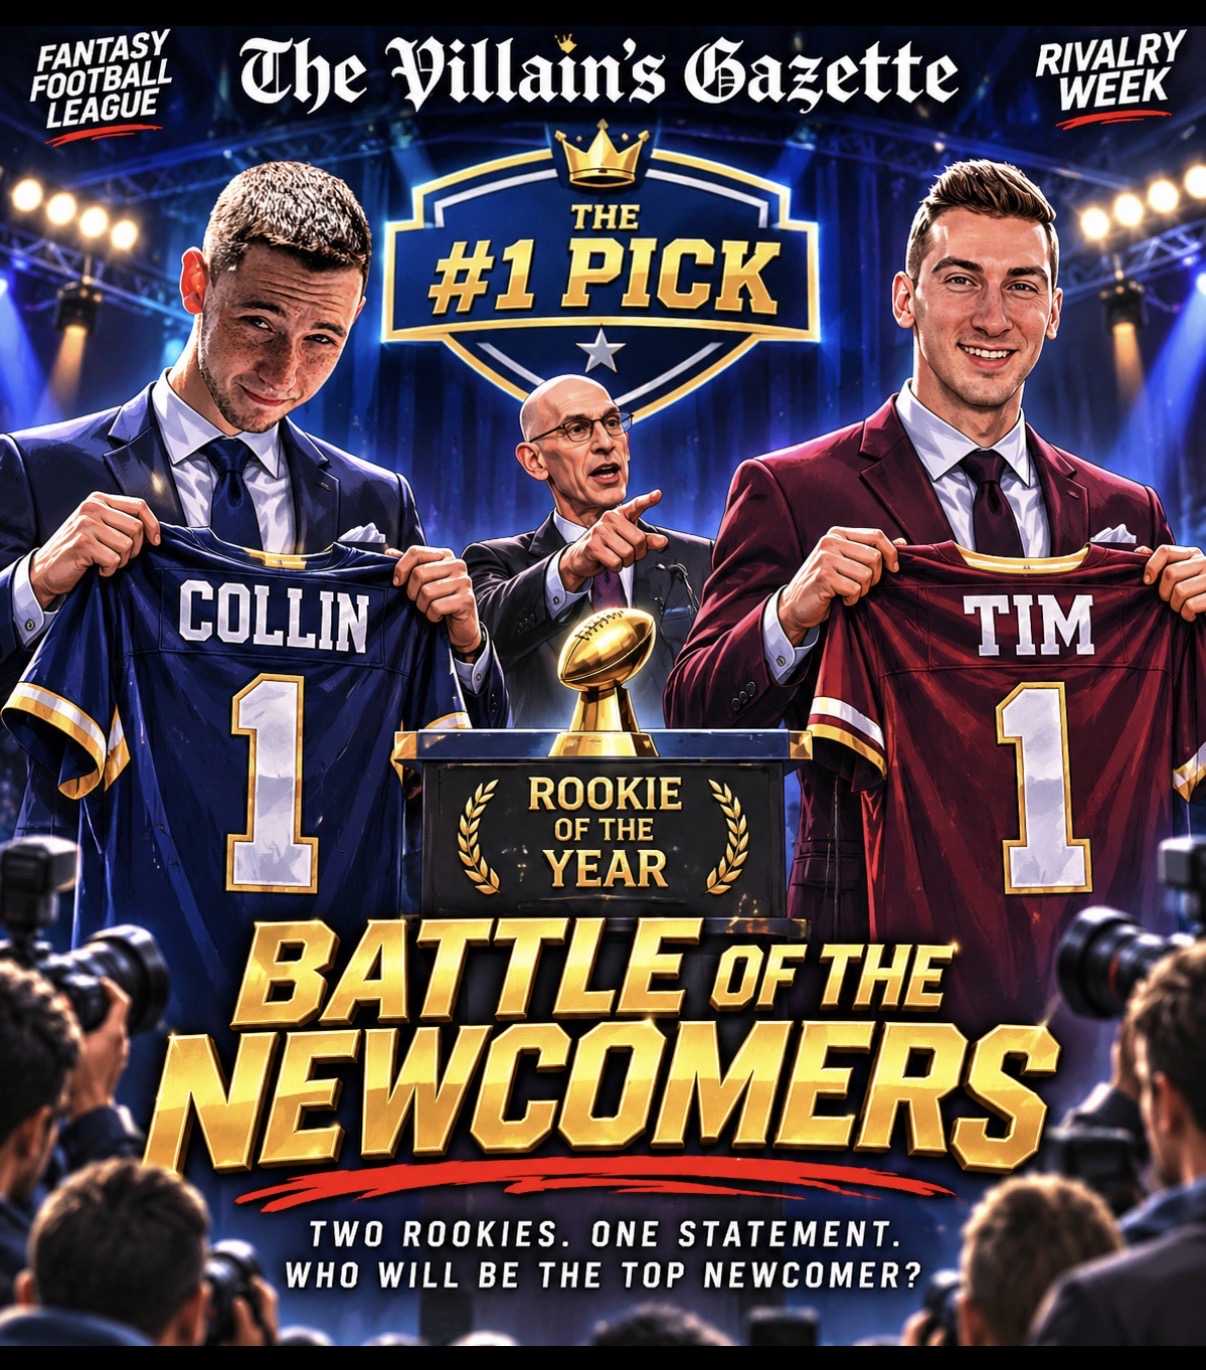 FANTASY
FOOTBALL
LEAGUE
The Villain's Gazette
RIVALRY
WEEK
THE
#1 PICK
COLLIN
1
TIM
1
ROOKIE
OF THE
YEAR
BATTLE OF THE
NEWCOMERS
TWO ROOKIES. ONE STATEMENT.
WHO WILL BE THE TOP NEWCOMER?